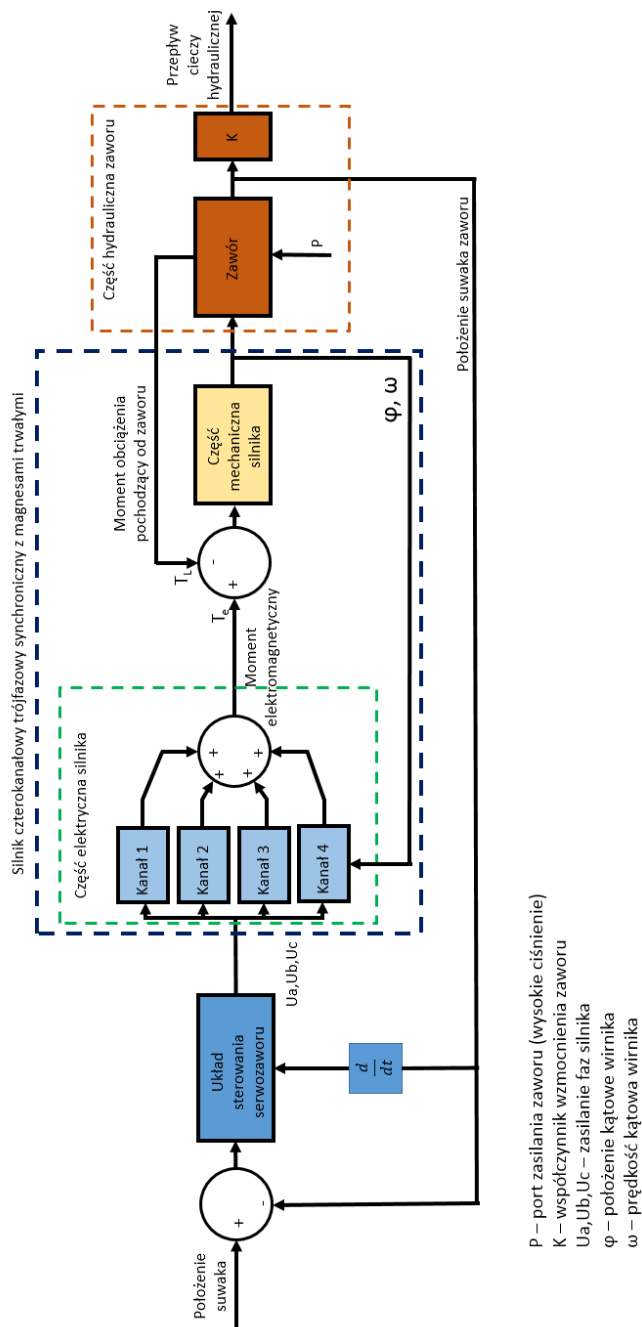 Silnik czterokanałowy trójfazowy synchroniczny z magnesami trwałymi
Część elektryczna silnika
Część hydrauliczna zaworu
Położenie
suwaka
+
-
Układ
sterowania
serwozaworu
d
dt
Ua,Ub,Uc
Kanał 1
Kanał 2
Kanał 3
Kanał 4
+
+
+
+
Moment
elektromagnetyczny
Te
TL
+
-
Moment obciążenia
pochodzący od zaworu
Część
mechaniczna
silnika
φ, ω
Zawór
P
K
Przepływ
cieczy
hydraulicznej
Położenie suwaka zaworu
P – port zasilania zaworu (wysokie ciśnienie)
K – współczynnik wzmocnienia zaworu
Ua,Ub,Uc – zasilanie faz silnika
φ – położenie kątowe wirnika
ω – prędkość kątowa wirnika